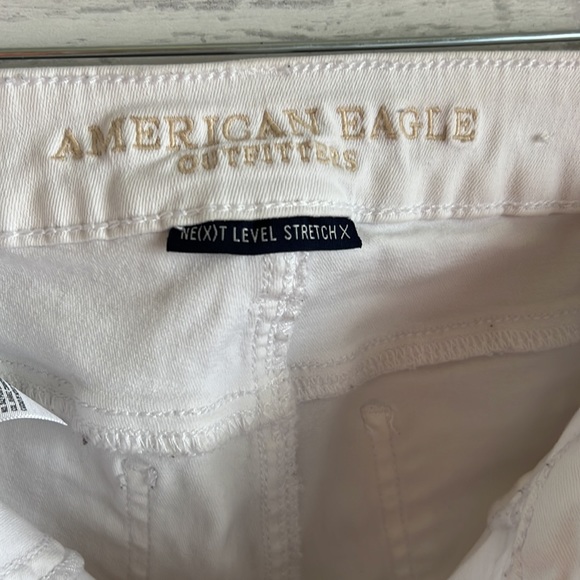 AMERICAN EAGLE
OUTFITTERS
NE(X)T LEVEL STRETCH X